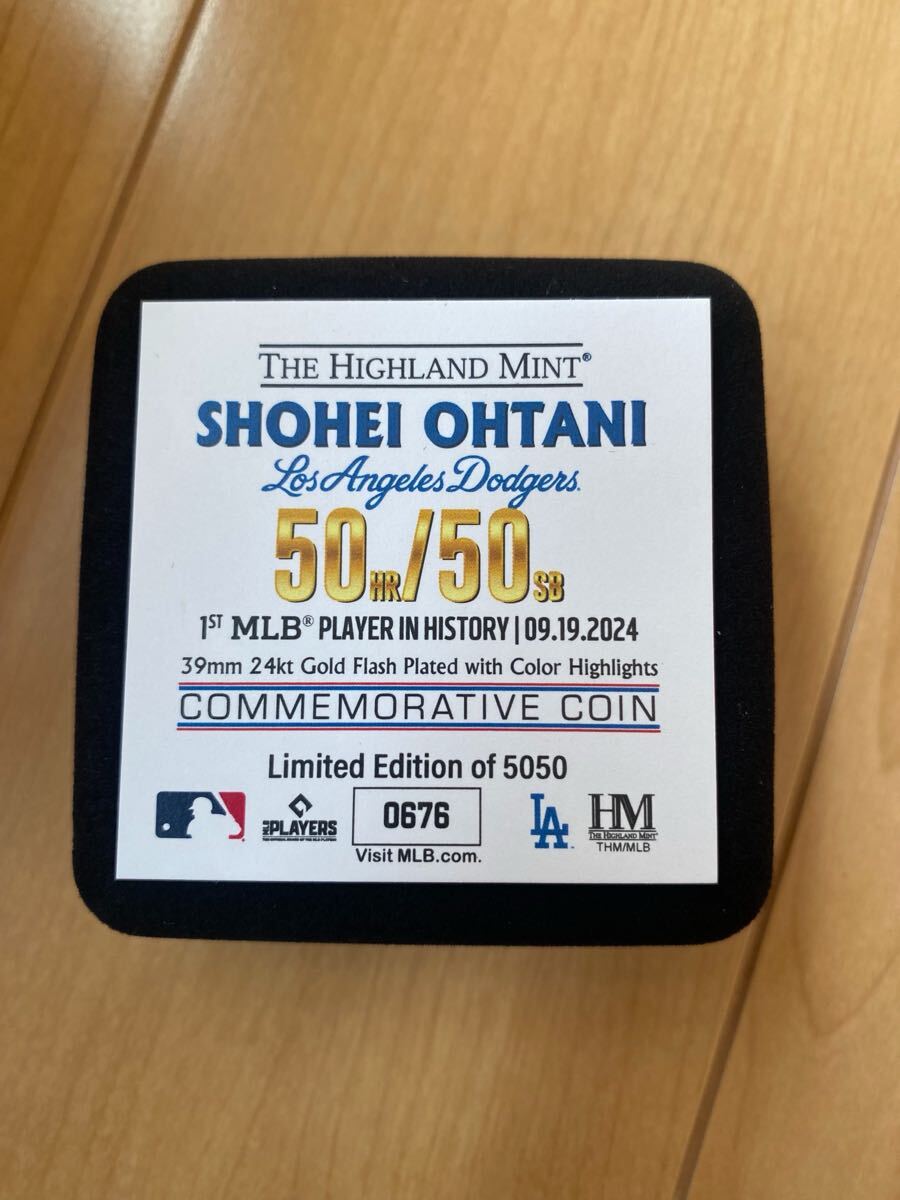 THE HIGHLAND MINT®
SHOHEI OHTANI
Los Angeles Dodgers
50HR/50SB
1ST MLB® PLAYER IN HISTORY | 09.19.2024
39mm 24kt Gold Flash Plated with Color Highlights
COMMEMORATIVE COIN
Limited Edition of 5050
PLAYERS
0676
LA
HM
THE HIGHLAND MINT
THM/MLB
Visit MLB.com.